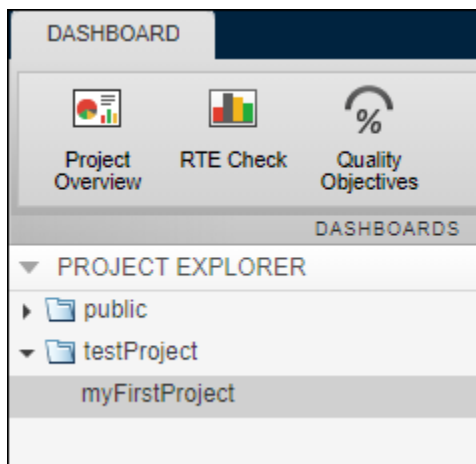 DASHBOARD
Project Overview
RTE Check
Quality Objectives
DASHBOARDS
PROJECT EXPLORER
public
testProject
myFirstProject